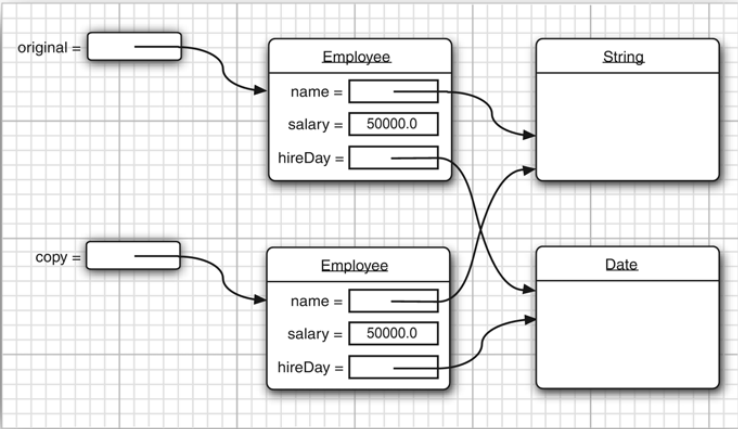 original =
Employee
name =
salary = 50000.0
hireDay =
String
copy =
Employee
name =
salary = 50000.0
hireDay =
Date